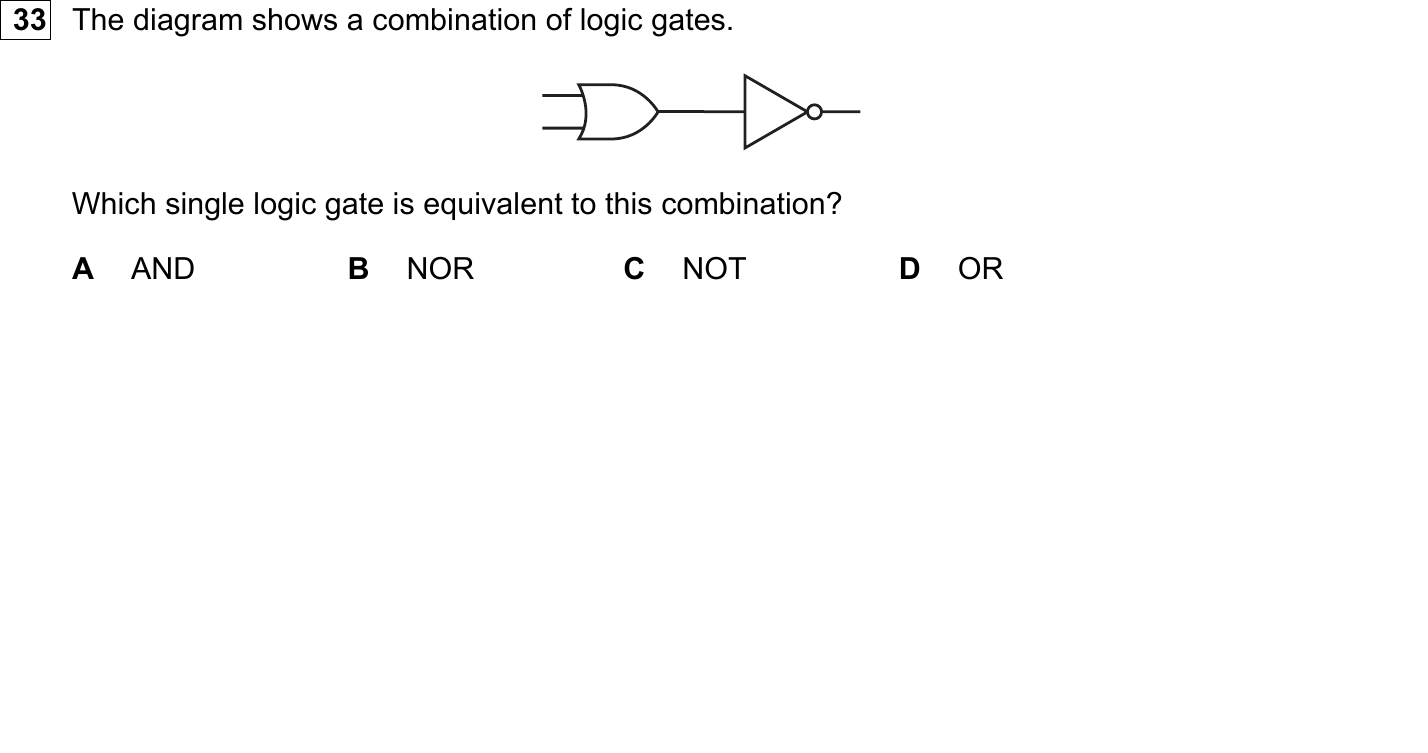 33 The diagram shows a combination of logic gates.
Which single logic gate is equivalent to this combination?
A AND B NOR C NOT D OR